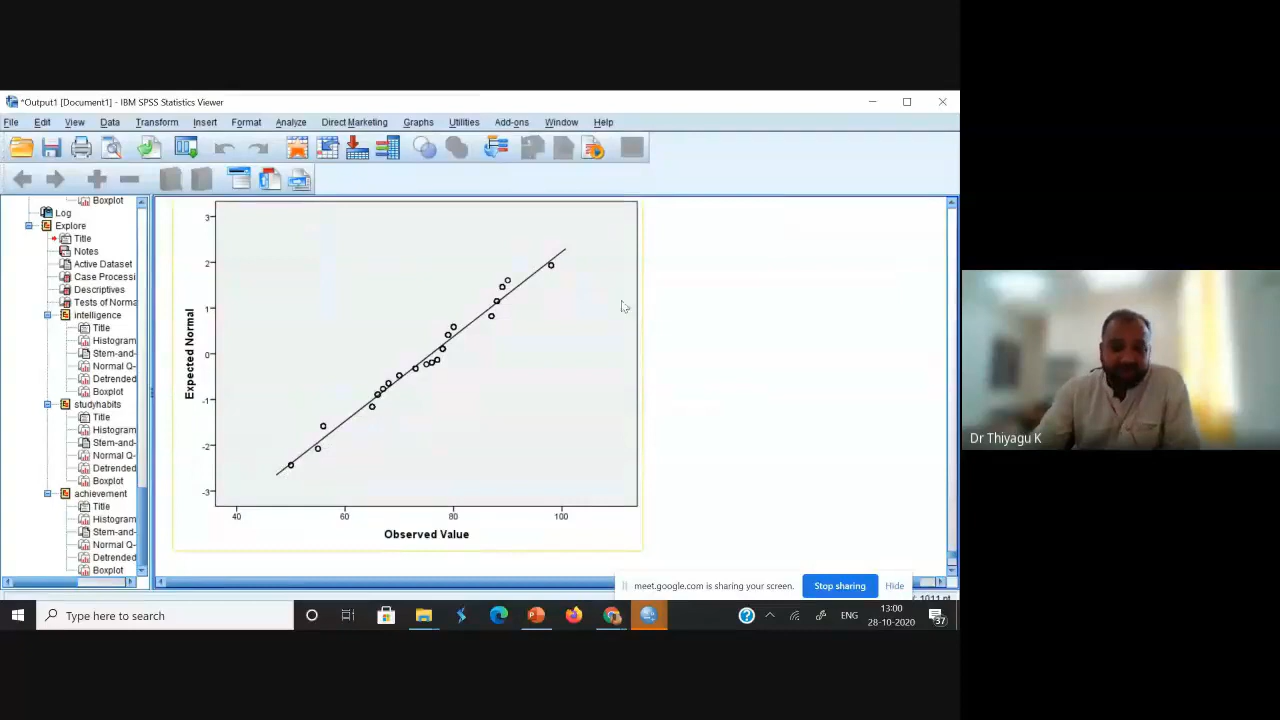 *Output1 [Document1] - IBM SPSS Statistics Viewer
File Edit View Data Transform Insert Format Analyze Direct Marketing Graphs Utilities Add-ons Window Help
Boxplot
Log
Explore
Title
Notes
Active Dataset
Case Processi
Descriptives
Tests of Norma
intelligence
Title
Histogram
Stem-and-
Normal Q-
Detrended
Boxplot
studyhabits
Title
Histogram
Stem-and-
Normal Q-
Detrended
Boxplot
achievement
Title
Histogram
Stem-and-
Normal Q-
Detrended
Boxplot
3
2
1
0
-1
-2
-3
Expected Normal
40 60 80 100
Observed Value
Dr Thiyagu K
meet.google.com is sharing your screen. Stop sharing Hide
Type here to search
ENG
13:00
28-10-2020
37